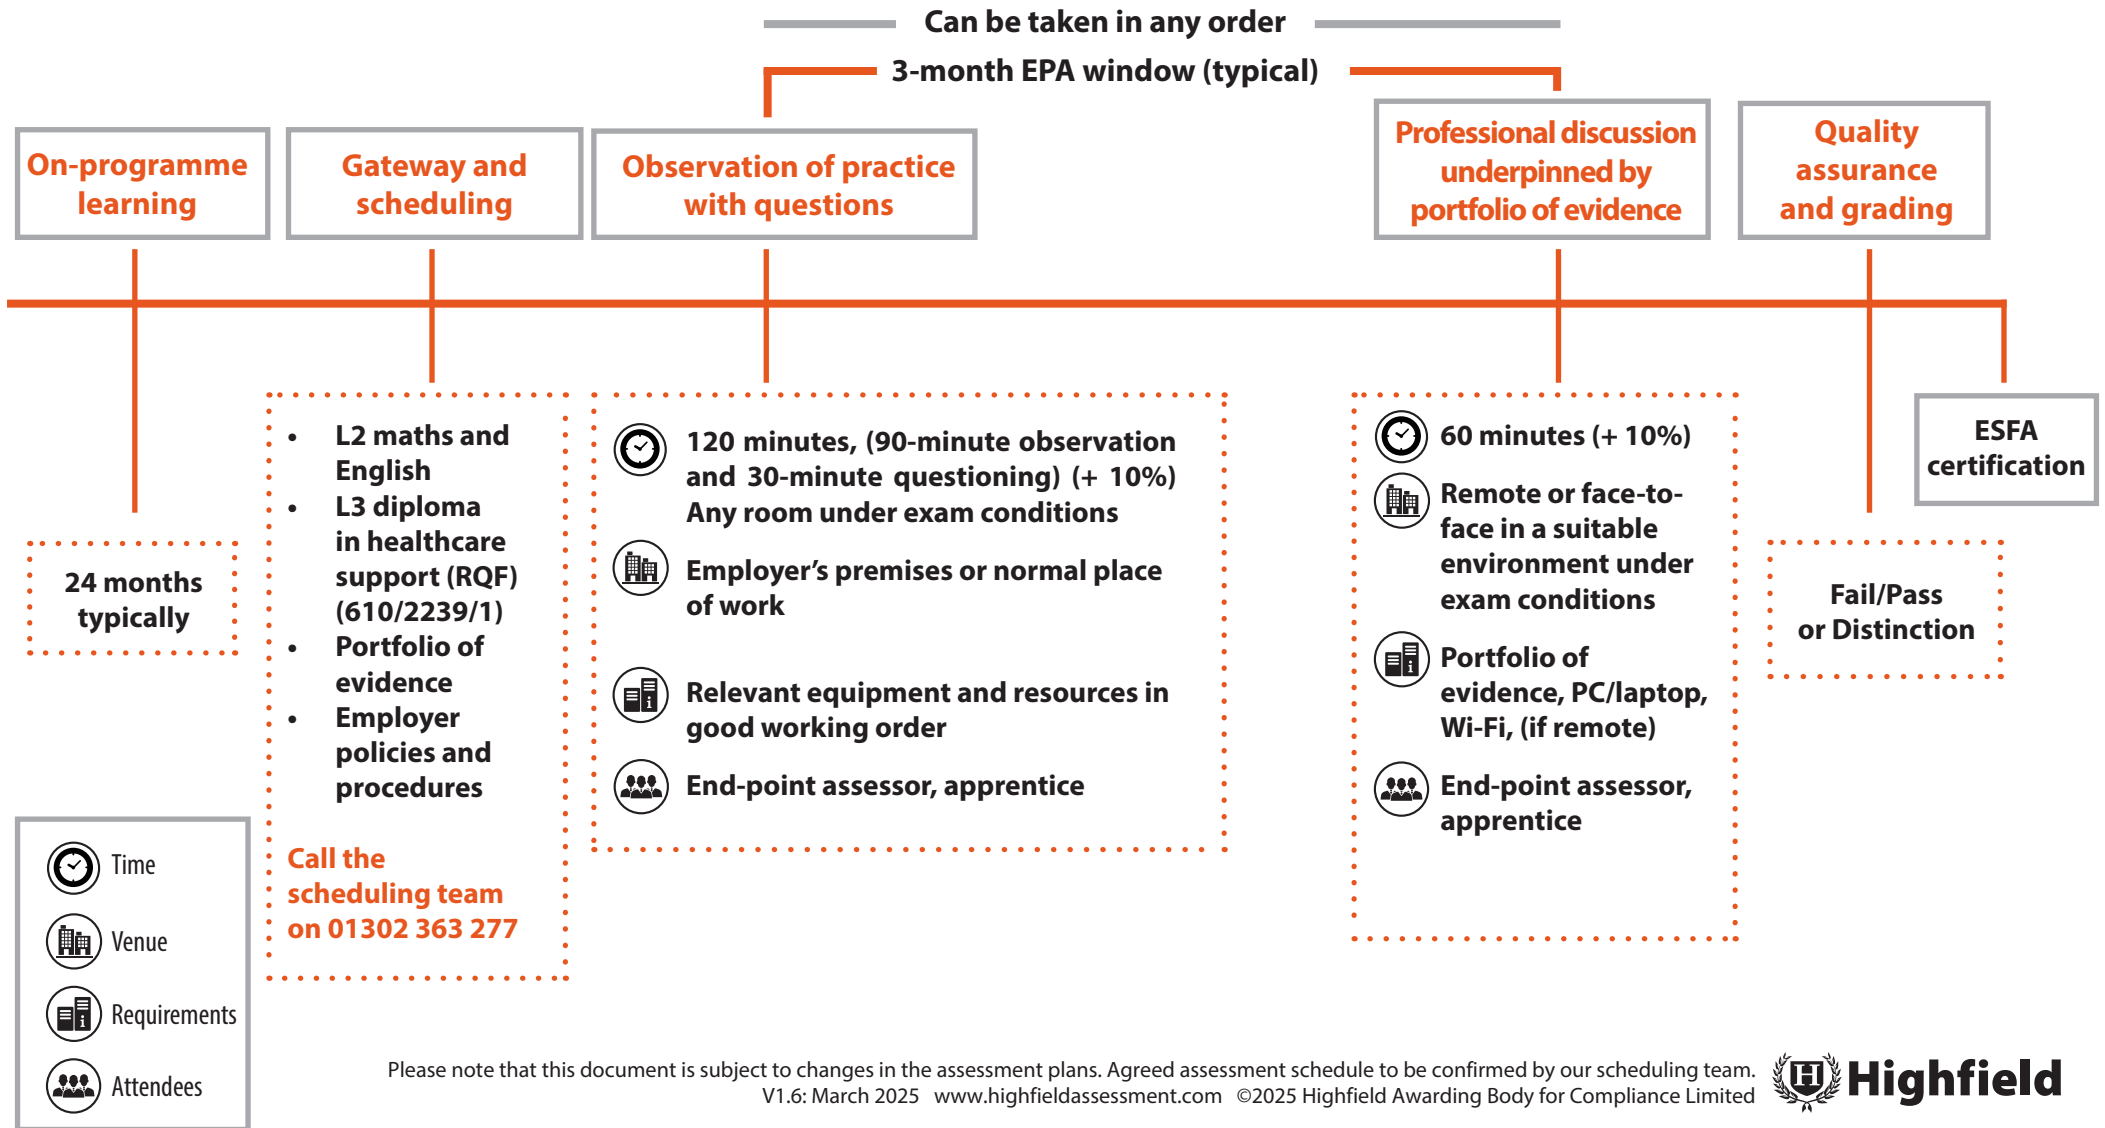 Can be taken in any order
3-month EPA window (typical)
On-programme
learning
Gateway and
scheduling
Observation of practice
with questions
Professional discussion
underpinned by
portfolio of evidence
Quality
assurance
and grading
24 months
typically
• L2 maths and
English
• L3 diploma
in healthcare
support (RQF)
(610/2239/1)
• Portfolio of
evidence
• Employer
policies and
procedures
Call the
scheduling team
on 01302 363 277
120 minutes, (90-minute observation
and 30-minute questioning) (+ 10%)
Any room under exam conditions
Employer’s premises or normal place
of work
Relevant equipment and resources in
good working order
End-point assessor, apprentice
60 minutes (+ 10%)
Remote or face-to-
face in a suitable
environment under
exam conditions
Portfolio of
evidence, PC/laptop,
Wi-Fi, (if remote)
End-point assessor,
apprentice
Fail/Pass
or Distinction
ESFA
certification
Time
Venue
Requirements
Attendees
Please note that this document is subject to changes in the assessment plans. Agreed assessment schedule to be confirmed by our scheduling team.
V1.6: March 2025 www.highfieldassessment.com ©2025 Highfield Awarding Body for Compliance Limited
H Highfield